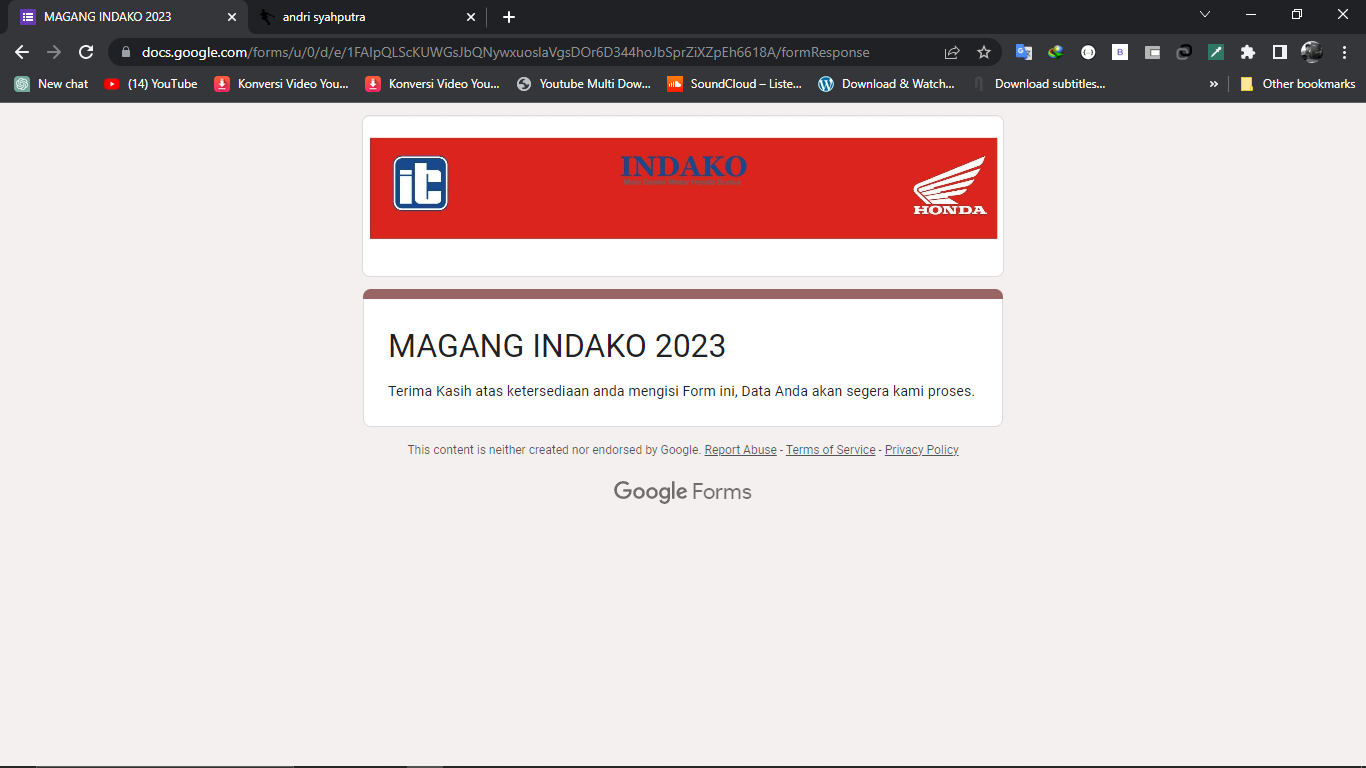 MAGANG INDAKO 2023
andri syahputra
docs.google.com/forms/u/0/d/e/1FAIpQLScKUWGsJbQNywxuoslaVgsDOr6D344hoJbSprZiXZpEh6618A/formResponse
New chat
(14) YouTube
Konversi Video You...
Konversi Video You...
Youtube Multi Dow...
SoundCloud – Liste...
Download & Watch...
Download subtitles...
»
Other bookmarks
it
INDAKO
HONDA
MAGANG INDAKO 2023
Terima Kasih atas ketersediaan anda mengisi Form ini, Data Anda akan segera kami proses.
This content is neither created nor endorsed by Google. Report Abuse - Terms of Service - Privacy Policy
Google Forms